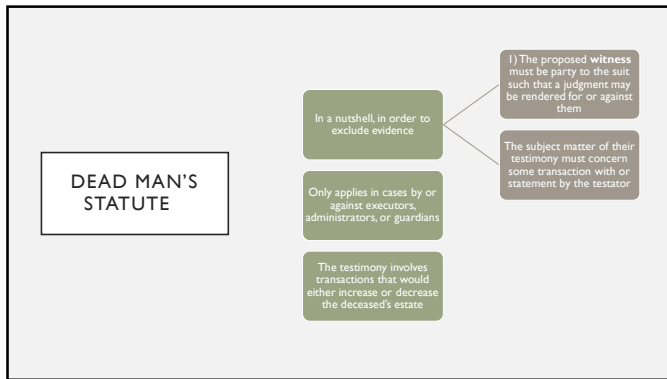 DEAD MAN'S
STATUTE
In a nutshell, in order to
exclude evidence
1) The proposed witness
must be party to the suit
such that a judgment may
be rendered for or against
them
The subject matter of their
testimony must concern
some transaction with or
statement by the testator
Only applies in cases by or
against executors,
administrators, or guardians
The testimony involves
transactions that would
either increase or decrease
the deceased's estate